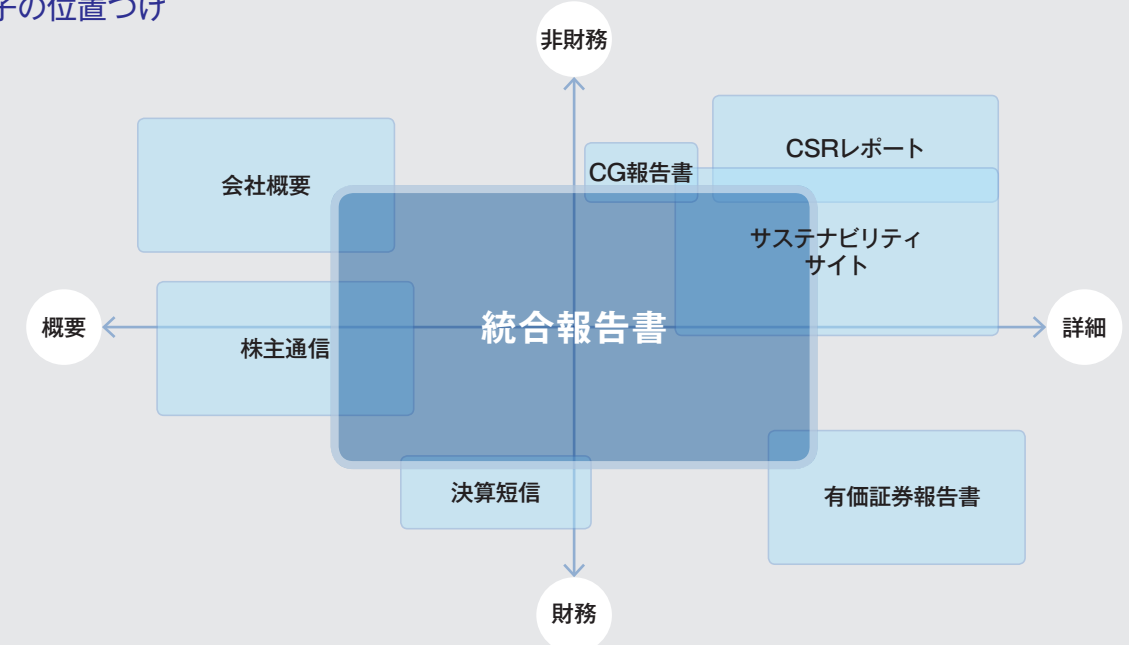 子の位置づけ
非財務
CSRレポート
CG報告書
会社概要
サステナビリティ
サイト
概要
統合報告書
詳細
株主通信
決算短信
有価証券報告書
財務